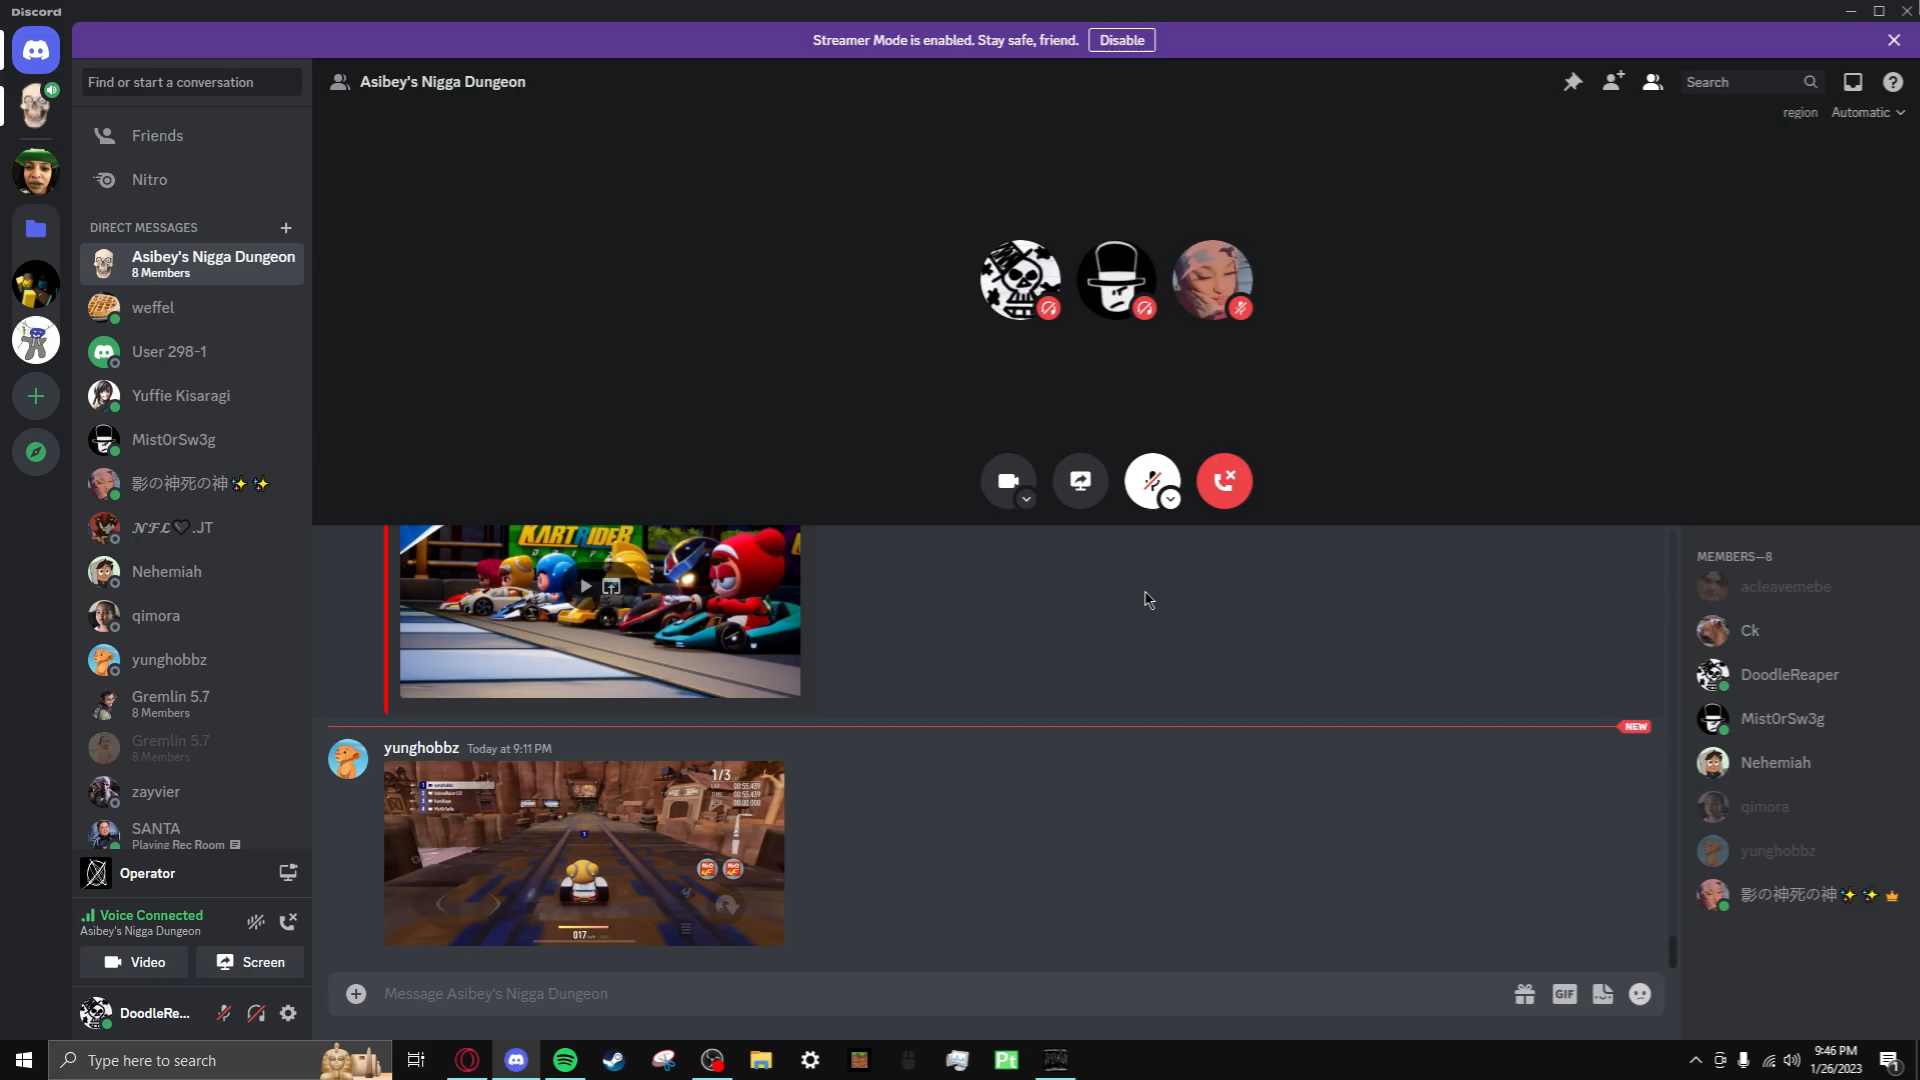 Discord
Streamer Mode is enabled. Stay safe, friend. Disable
Find or start a conversation
Asibey's Nigga Dungeon
Search
region Automatic
Friends
Nitro
DIRECT MESSAGES
Asibey's Nigga Dungeon
8 Members
weffel
User 298-1
Yuffie Kisaragi
Mist0rSw3g
影の神死の神✨✨
𝓝𝓕𝓛🖤.JT
Nehemiah
qimora
yunghobbz
Gremlin 5.7
8 Members
Gremlin 5.7
8 Members
zayvier
SANTA
Playing Rec Room
Operator
Voice Connected
Asibey's Nigga Dungeon
Video
Screen
DoodleRe...
KARTRIDER
NEW
yunghobbz Today at 9:11 PM
1/3
017
Message Asibey's Nigga Dungeon
GIF
MEMBERS—8
acleavemebe
Ck
DoodleReaper
Mist0rSw3g
Nehemiah
qimora
yunghobbz
影の神死の神✨✨
Type here to search
Pt
9:46 PM
1/26/2023
1